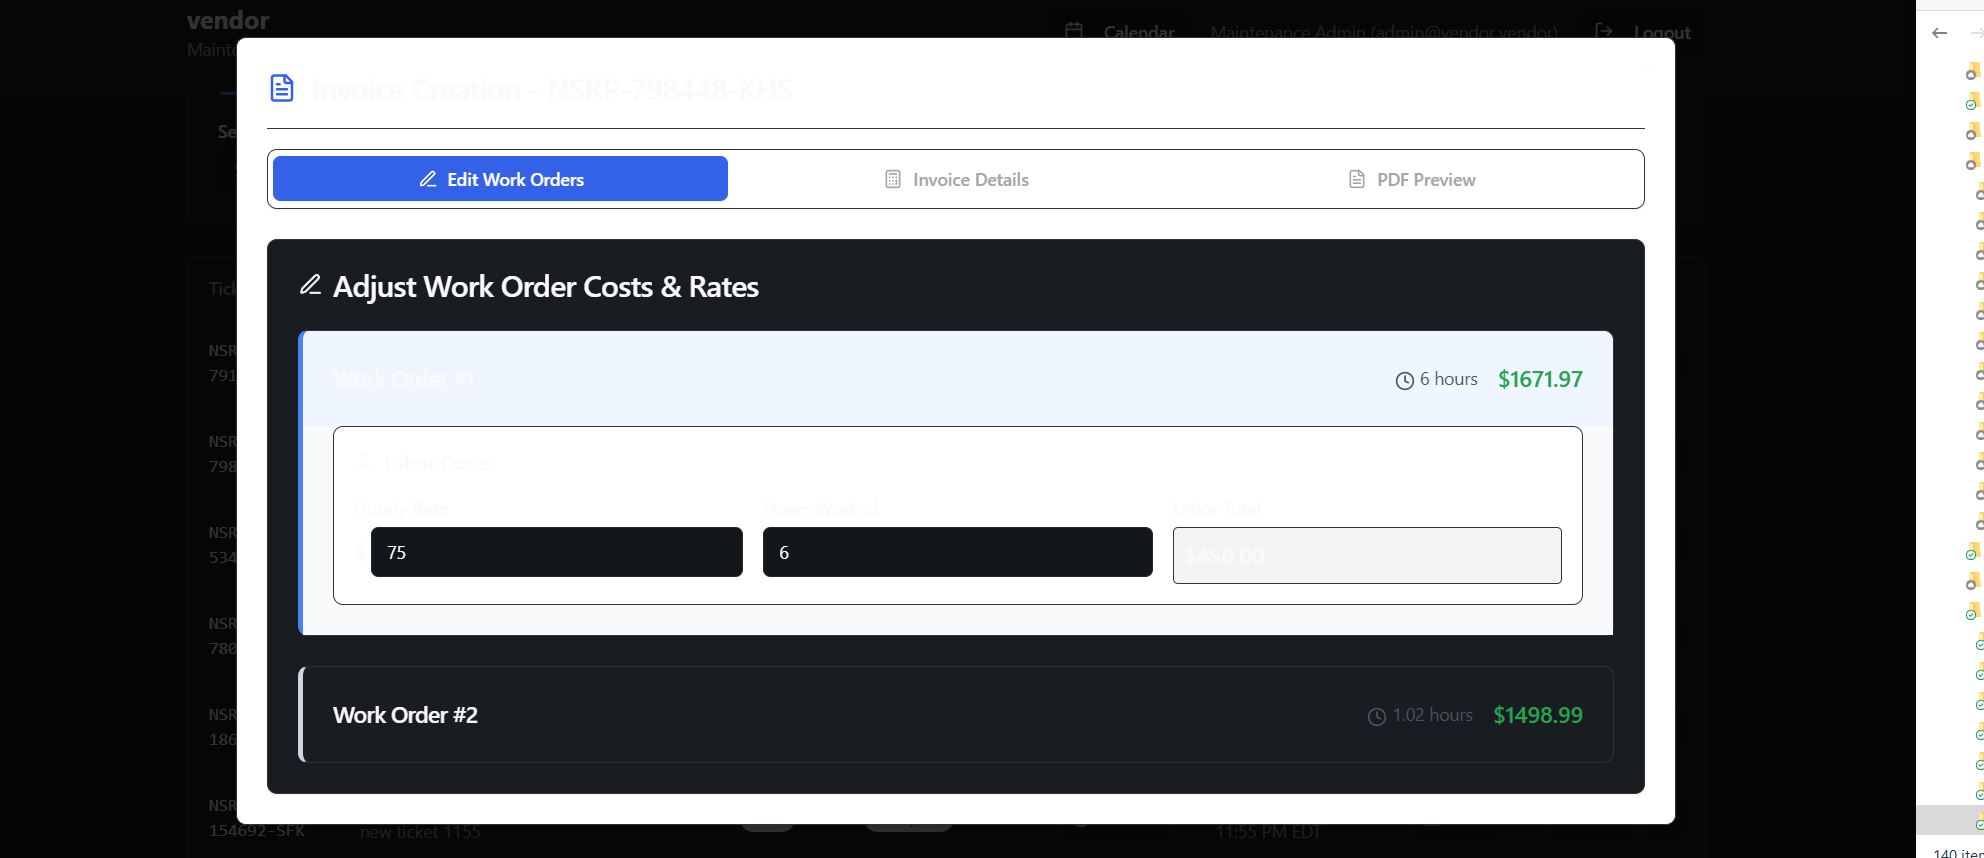 vendor
Mainte
Calendar
Maintenance Admin (admin@vendor.vendor)
Logout
Invoice Creation - NSRP-798448-KHS
Se
Edit Work Orders
Invoice Details
PDF Preview
Adjust Work Order Costs & Rates
Tick
Work Order #1
6 hours
$1671.97
NSR
791
NSR
798
Labor Costs
Hourly Rate
Hours Worked
Labor Total
$
75
6
$450.00
NSR
534
NSR
780
Work Order #2
1.02 hours
$1498.99
NSR
186
NSR
154692-SFK
new ticket 1155
11:55 PM EDT
140 iter